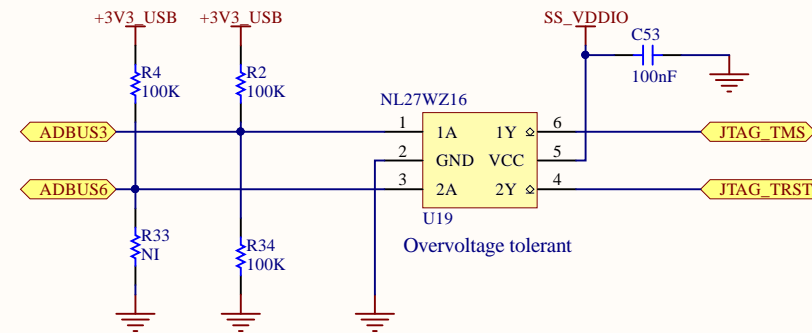 +3V3_USB
+3V3_USB
SS_VDDIO
C53
100nF
R4
100K
R2
100K
NL27WZ16
ADBUS3
1
1A
1Y
6
JTAG_TMS
2
GND
VCC
5
ADBUS6
3
2A
2Y
4
JTAG_TRST
U19
R33
NI
R34
100K
Overvoltage tolerant